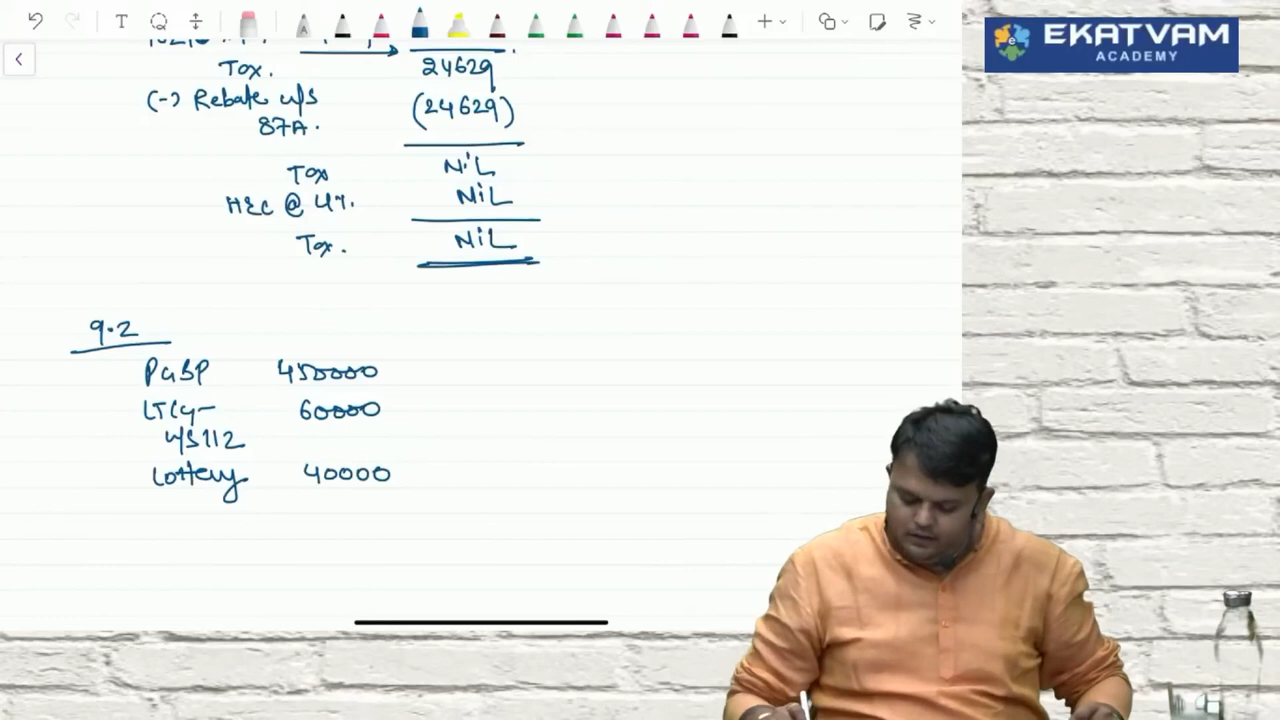 EKATVAM
ACADEMY
Tax. 24629
(-) Rebate u/s (24629)
87A.
Tax NiL
H&C @ 4%. NiL
Tax. NiL
9.2
PGBP 450000
LTCG 60000
u/s 112
Lottery 40000